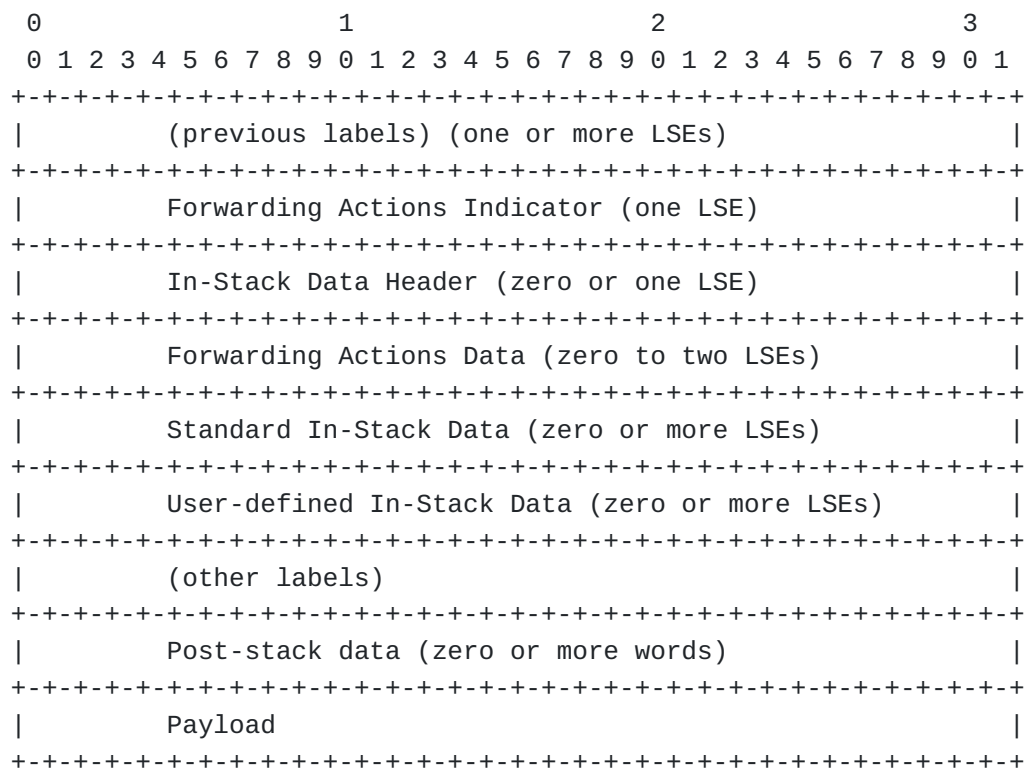 0                   1                   2                   3
 0 1 2 3 4 5 6 7 8 9 0 1 2 3 4 5 6 7 8 9 0 1 2 3 4 5 6 7 8 9 0 1
+-+-+-+-+-+-+-+-+-+-+-+-+-+-+-+-+-+-+-+-+-+-+-+-+-+-+-+-+-+-+-+-+
|         (previous labels) (one or more LSEs)                  |
+-+-+-+-+-+-+-+-+-+-+-+-+-+-+-+-+-+-+-+-+-+-+-+-+-+-+-+-+-+-+-+-+
|         Forwarding Actions Indicator (one LSE)                |
+-+-+-+-+-+-+-+-+-+-+-+-+-+-+-+-+-+-+-+-+-+-+-+-+-+-+-+-+-+-+-+-+
|         In-Stack Data Header (zero or one LSE)                |
+-+-+-+-+-+-+-+-+-+-+-+-+-+-+-+-+-+-+-+-+-+-+-+-+-+-+-+-+-+-+-+-+
|         Forwarding Actions Data (zero to two LSEs)            |
+-+-+-+-+-+-+-+-+-+-+-+-+-+-+-+-+-+-+-+-+-+-+-+-+-+-+-+-+-+-+-+-+
|         Standard In-Stack Data (zero or more LSEs)            |
+-+-+-+-+-+-+-+-+-+-+-+-+-+-+-+-+-+-+-+-+-+-+-+-+-+-+-+-+-+-+-+-+
|         User-defined In-Stack Data (zero or more LSEs)        |
+-+-+-+-+-+-+-+-+-+-+-+-+-+-+-+-+-+-+-+-+-+-+-+-+-+-+-+-+-+-+-+-+
|         (other labels)                                        |
+-+-+-+-+-+-+-+-+-+-+-+-+-+-+-+-+-+-+-+-+-+-+-+-+-+-+-+-+-+-+-+-+
|         Post-stack data (zero or more words)                  |
+-+-+-+-+-+-+-+-+-+-+-+-+-+-+-+-+-+-+-+-+-+-+-+-+-+-+-+-+-+-+-+-+
|         Payload                                               |
+-+-+-+-+-+-+-+-+-+-+-+-+-+-+-+-+-+-+-+-+-+-+-+-+-+-+-+-+-+-+-+-+